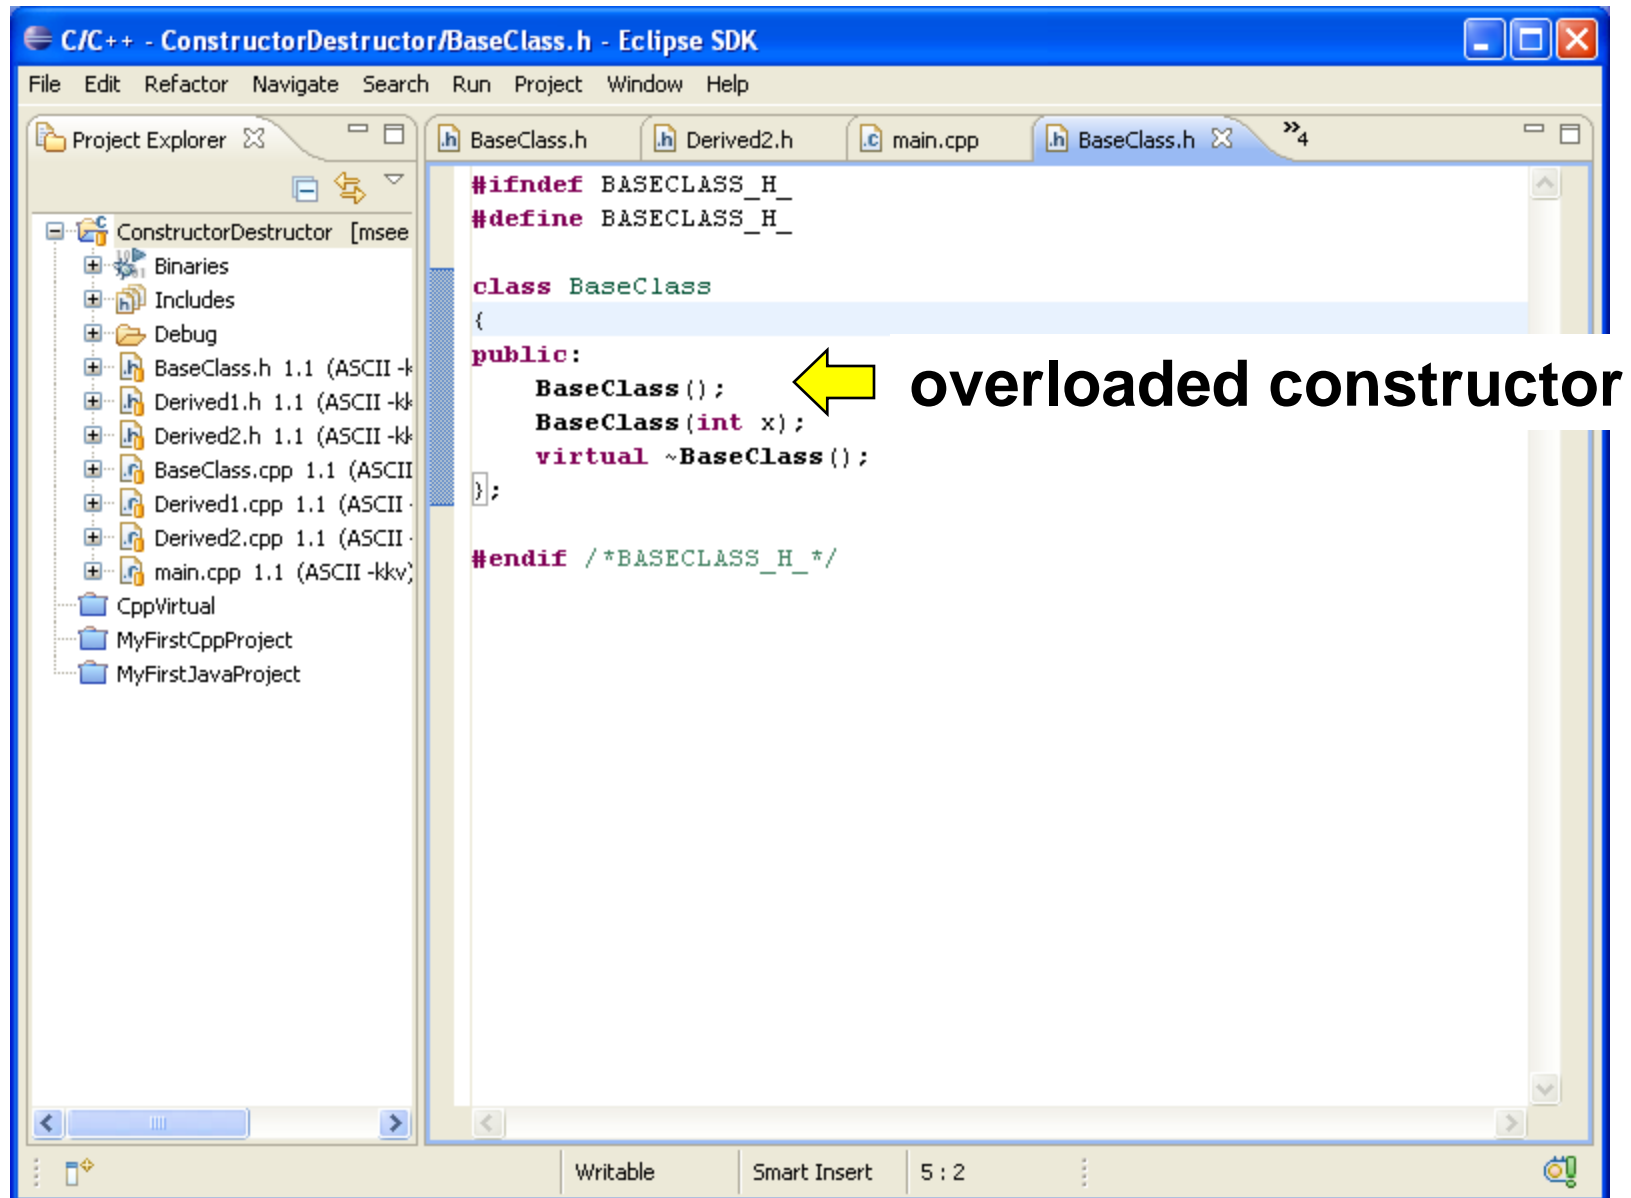 C/C++ - ConstructorDestructor/BaseClass.h - Eclipse SDK
File Edit Refactor Navigate Search Run Project Window Help
Project Explorer
BaseClass.h Derived2.h main.cpp BaseClass.h »4
ConstructorDestructor [msee
Binaries
Includes
Debug
BaseClass.h 1.1 (ASCII -k
Derived1.h 1.1 (ASCII -kk
Derived2.h 1.1 (ASCII -kk
BaseClass.cpp 1.1 (ASCII
Derived1.cpp 1.1 (ASCII -
Derived2.cpp 1.1 (ASCII -
main.cpp 1.1 (ASCII -kkv)
CppVirtual
MyFirstCppProject
MyFirstJavaProject
#ifndef BASECLASS_H_
#define BASECLASS_H_
class BaseClass
{
public:
BaseClass();
BaseClass(int x);
virtual ~BaseClass();
};
#endif /*BASECLASS_H_*/
overloaded constructor
Writable Smart Insert 5 : 2